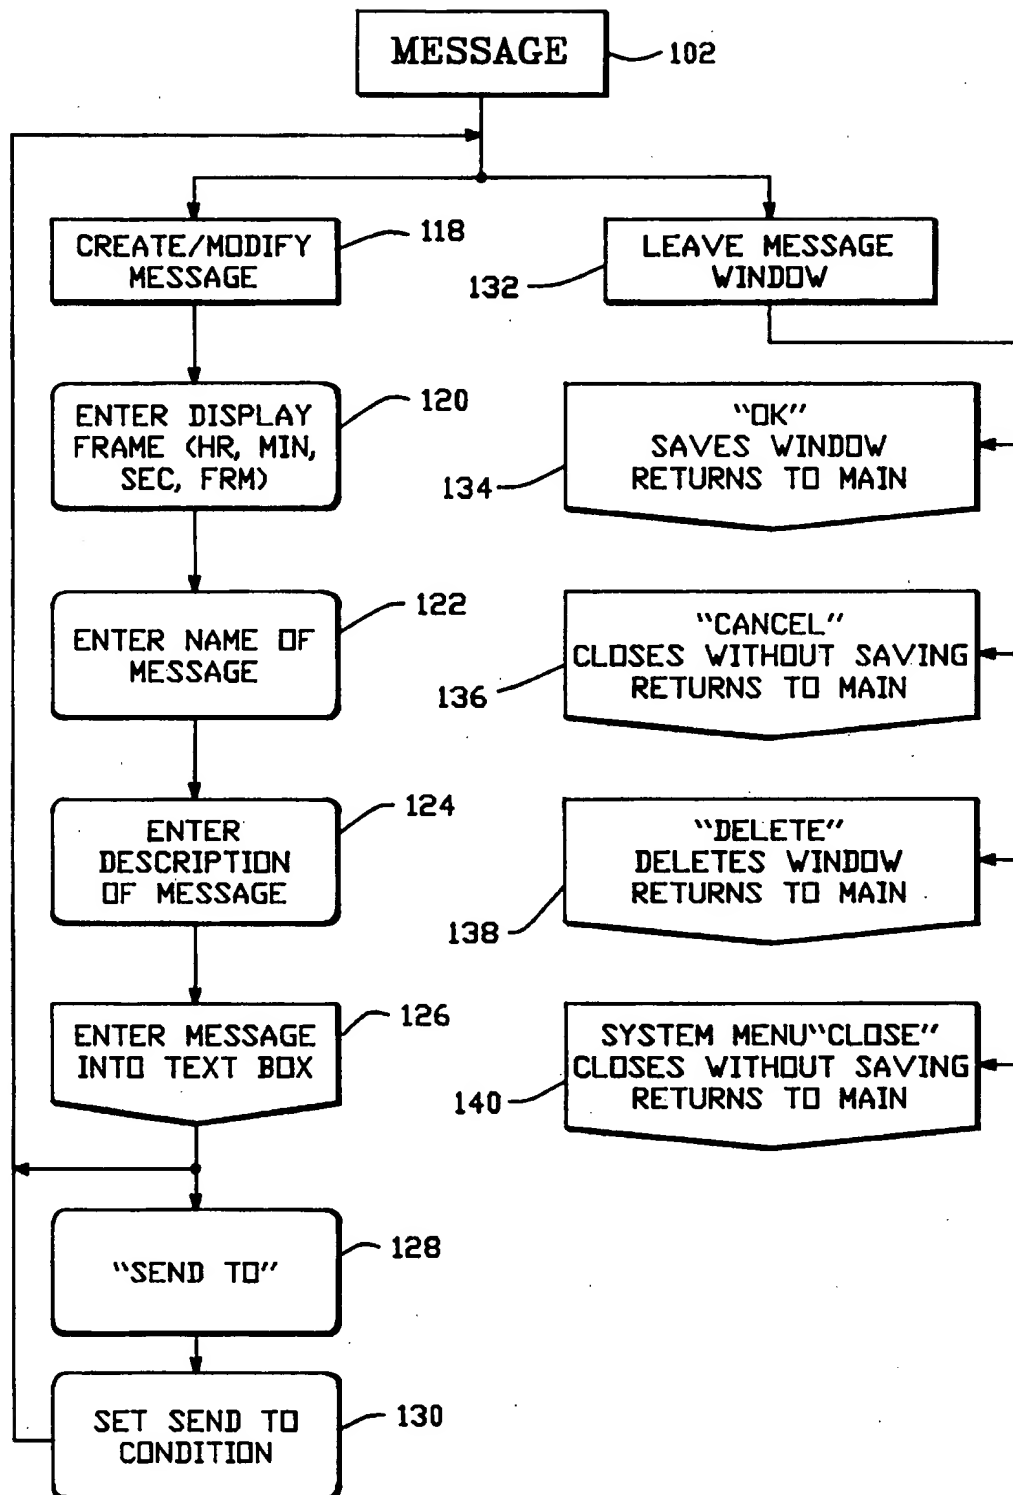 MESSAGE
102
CREATE/MODIFY
MESSAGE
118
ENTER DISPLAY
FRAME (HR, MIN,
SEC, FRM)
120
ENTER NAME OF
MESSAGE
122
ENTER
DESCRIPTION
OF MESSAGE
124
ENTER MESSAGE
INTO TEXT BOX
126
"SEND TO"
128
SET SEND TO
CONDITION
130
LEAVE MESSAGE
WINDOW
132
"OK"
SAVES WINDOW
RETURNS TO MAIN
134
"CANCEL"
CLOSES WITHOUT SAVING
RETURNS TO MAIN
136
"DELETE"
DELETES WINDOW
RETURNS TO MAIN
138
SYSTEM MENU"CLOSE"
CLOSES WITHOUT SAVING
RETURNS TO MAIN
140